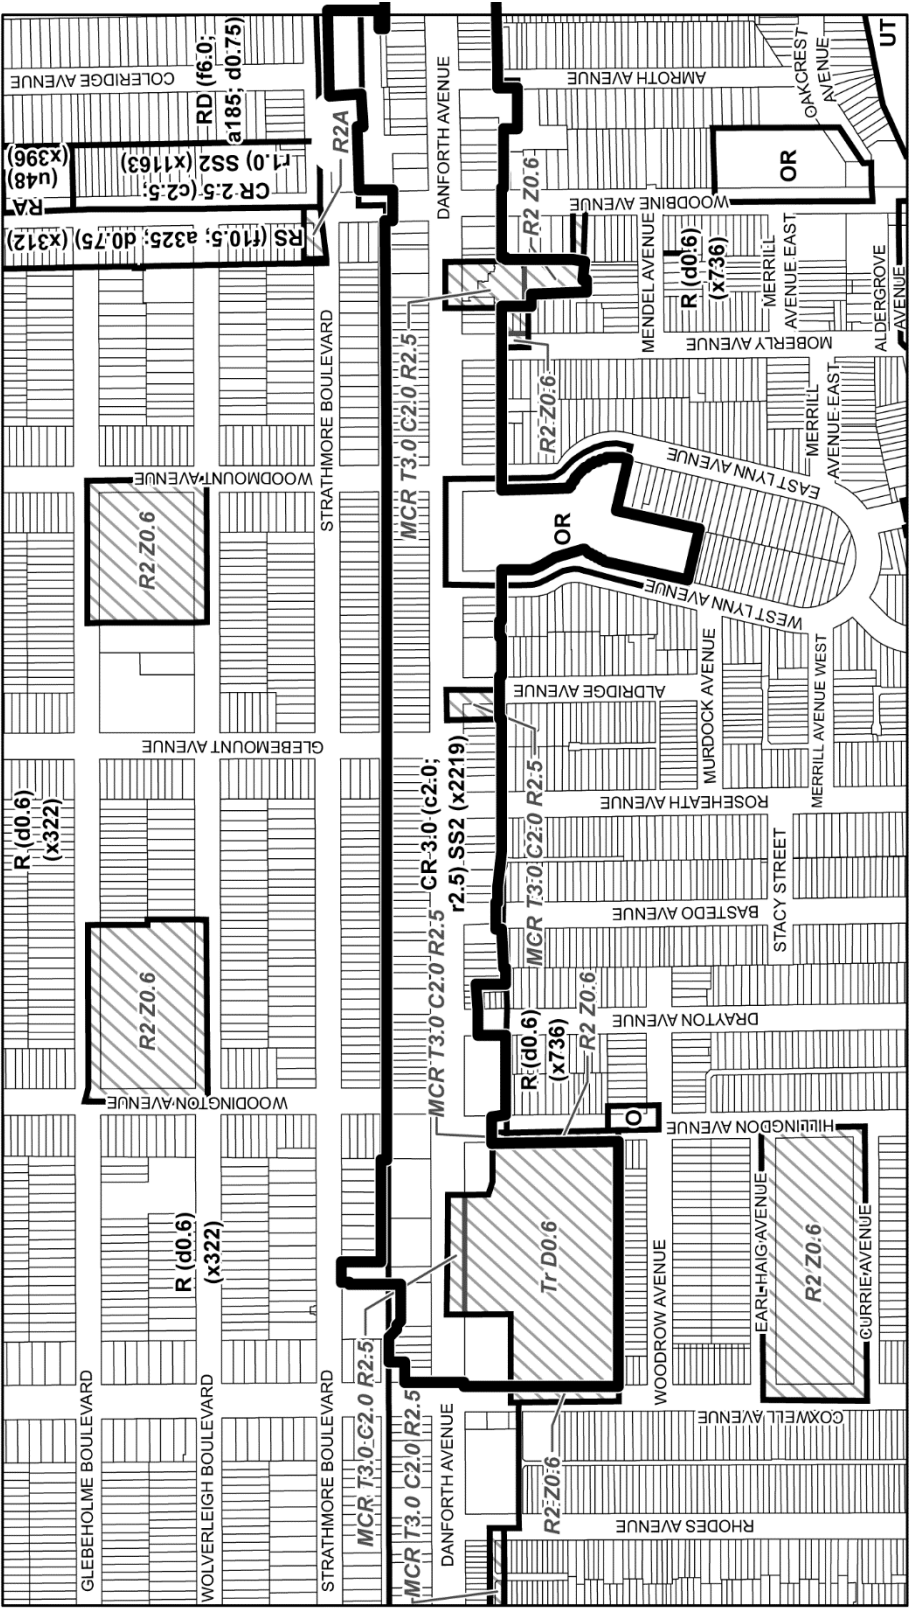 COLERIDGE AVENUE
RD (f6.0;
a185; d0.75)
RA
(u48)
(x396)
CR 2.5 (c2.5;
r1.0) SS2 (x1163)
RS (f10.5; a325; d0.75) (x312)
R2A
DANFORTH AVENUE
AMROTH AVENUE
OAKCREST
AVENUE
UT
OR
WOODBINE AVENUE
R2 Z0.6
MENDEL AVENUE
R (d0.6)
(x736)
MERRILL
AVENUE EAST
ALDERGROVE
AVENUE
MOBERLY AVENUE
STRATHMORE BOULEVARD
MCR T3.0 C2.0 R2.5
R2 Z0.6
MERRILL
AVENUE EAST
EAST LYNN AVENUE
WOODMOUNT AVENUE
R2 Z0.6
OR
WEST LYNN AVENUE
ALDRIDGE AVENUE
MURDOCK AVENUE
MERRILL AVENUE WEST
GLEBEMOUNT AVENUE
R (d0.6)
(x322)
CR 3.0 (c2.0;
r2.5) SS2 (x2219)
MCR T3.0 C2.0 R2.5
ROSEHEATH AVENUE
STACY STREET
BASTEDO AVENUE
R2 Z0.6
MCR T3.0 C2.0 R2.5
R (d0.6)
(x736)
R2 Z0.6
DRAYTON AVENUE
WOODINGTON AVENUE
O
HILLINGDON AVENUE
R (d0.6)
(x322)
Tr D0.6
EARL HAIG AVENUE
R2 Z0.6
CURRIE AVENUE
WOODROW AVENUE
MCR T3.0 C2.0 R2.5
MCR T3.0 C2.0 R2.5
R2 Z0.6
COXWELL AVENUE
GLEBEHOLME BOULEVARD
WOLVERLEIGH BOULEVARD
STRATHMORE BOULEVARD
DANFORTH AVENUE
RHODES AVENUE